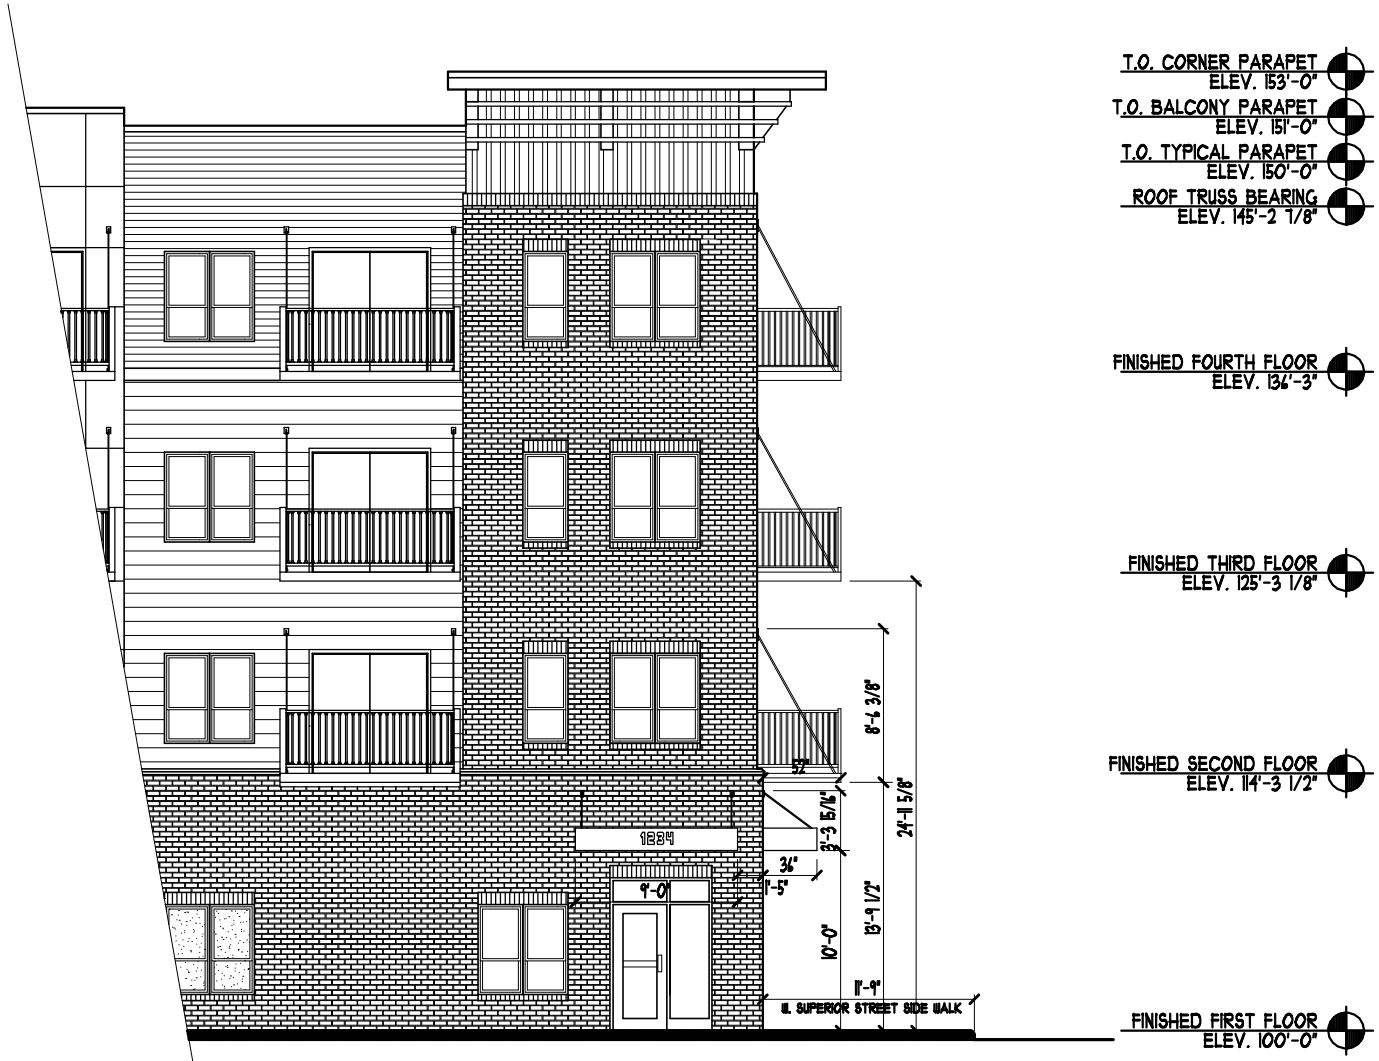 T.O. CORNER PARAPET
ELEV. 153'-0"
T.O. BALCONY PARAPET
ELEV. 151'-0"
T.O. TYPICAL PARAPET
ELEV. 150'-0"
ROOF TRUSS BEARING
ELEV. 145'-2 7/8"
FINISHED FOURTH FLOOR
ELEV. 136'-3"
FINISHED THIRD FLOOR
ELEV. 125'-3 1/8"
8'-6 3/8"
FINISHED SECOND FLOOR
ELEV. 114'-3 1/2"
52"
24'-11 5/8"
3'-3 15/16"
1234
36"
1'-5"
9'-0"
13'-9 1/2"
10'-0"
11'-9"
W. SUPERIOR STREET SIDE WALK
FINISHED FIRST FLOOR
ELEV. 100'-0"